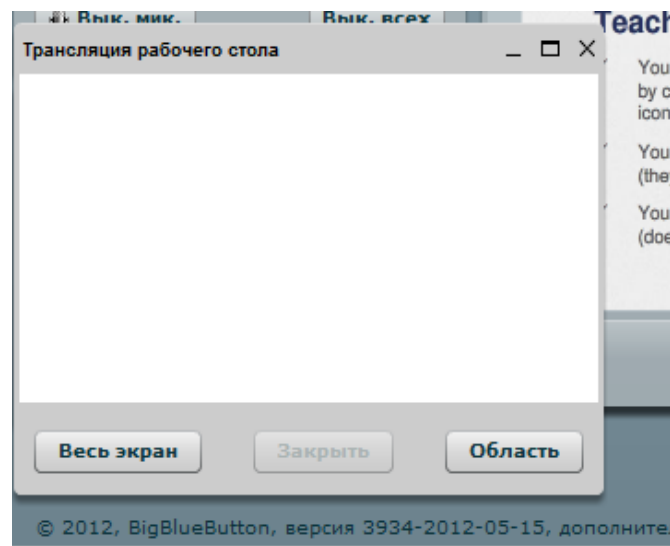 Вык. мик. Вык. всех
Teach
Трансляция рабочего стола
You
by c
icon
You
(the
You
(doe
Весь экран Закрыть Область
© 2012, BigBlueButton, версия 3934-2012-05-15, дополните